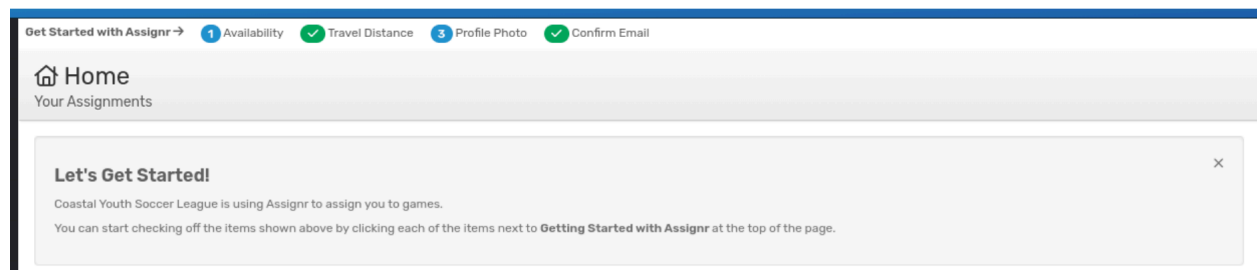 Get Started with Assignr → 1 Availability ✓ Travel Distance 3 Profile Photo ✓ Confirm Email
Home
Your Assignments
Let's Get Started!
×
Coastal Youth Soccer League is using Assignr to assign you to games.
You can start checking off the items shown above by clicking each of the items next to Getting Started with Assignr at the top of the page.